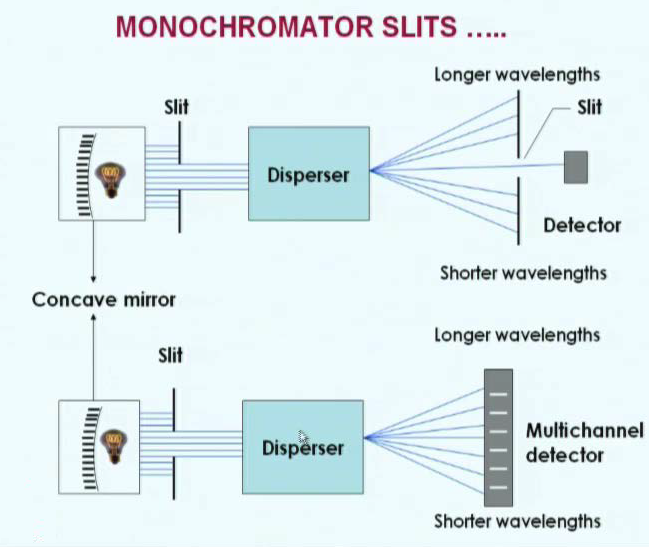 MONOCHROMATOR SLITS .....
Longer wavelengths
Slit
Slit
Disperser
Detector
Shorter wavelengths
Concave mirror
Longer wavelengths
Slit
Disperser
Multichannel
detector
Shorter wavelengths